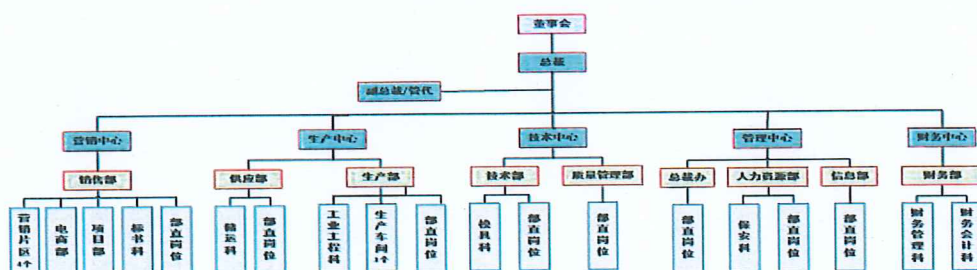 董事会
总裁
副总裁/管代
营销中心
生产中心
技术中心
管理中心
财务中心
销售部
供应部
生产部
技术部
质量管理部
总裁办
人力资源部
信息部
财务部
营销片区4个
电商部
项目部
标书科
部直岗位
储运科
部直岗位
工业工程科
生产车间
部直岗位
模具科
部直岗位
部直岗位
部直岗位
保安科
部直岗位
部直岗位
财务管理科
财务会计科